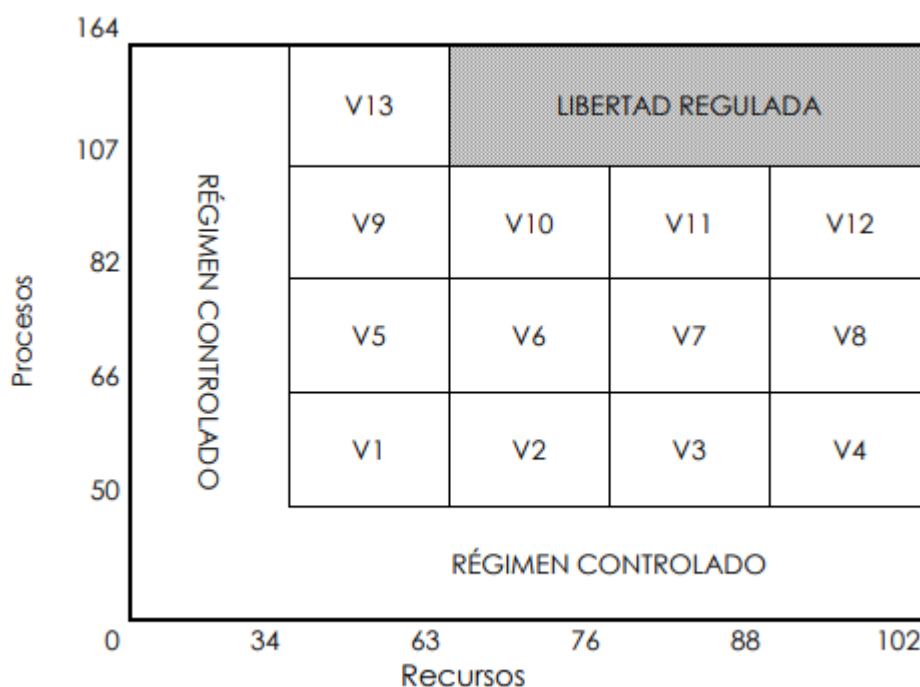 164
V13
LIBERTAD REGULADA
107
RÉGIMEN CONTROLADO
V9
V10
V11
V12
82
Procesos
V5
V6
V7
V8
66
V1
V2
V3
V4
50
RÉGIMEN CONTROLADO
0
34
63
76
88
102
Recursos